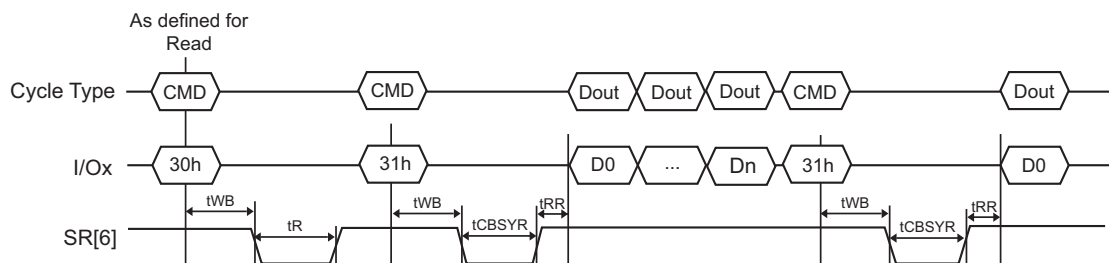 As defined for
Read
Cycle Type CMD CMD Dout Dout Dout CMD Dout
I/Ox 30h 31h D0 ... Dn 31h D0
tWB tWB tRR tWB tRR
SR[6] tR tCBSYR tCBSYR